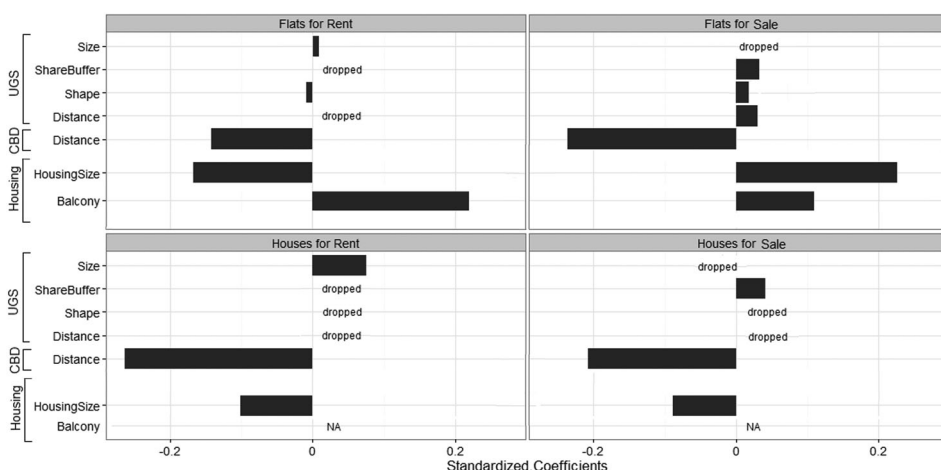 Flats for Rent
Flats for Sale
UGS
Size
dropped
ShareBuffer
dropped
Shape
Distance
dropped
CBD
Distance
Housing
HousingSize
Balcony
Houses for Rent
Houses for Sale
UGS
Size
dropped
ShareBuffer
dropped
Shape
dropped
dropped
Distance
dropped
dropped
CBD
Distance
Housing
HousingSize
Balcony
NA
NA
-0.2
0
0.2
-0.2
0
0.2
Standardized Coefficients